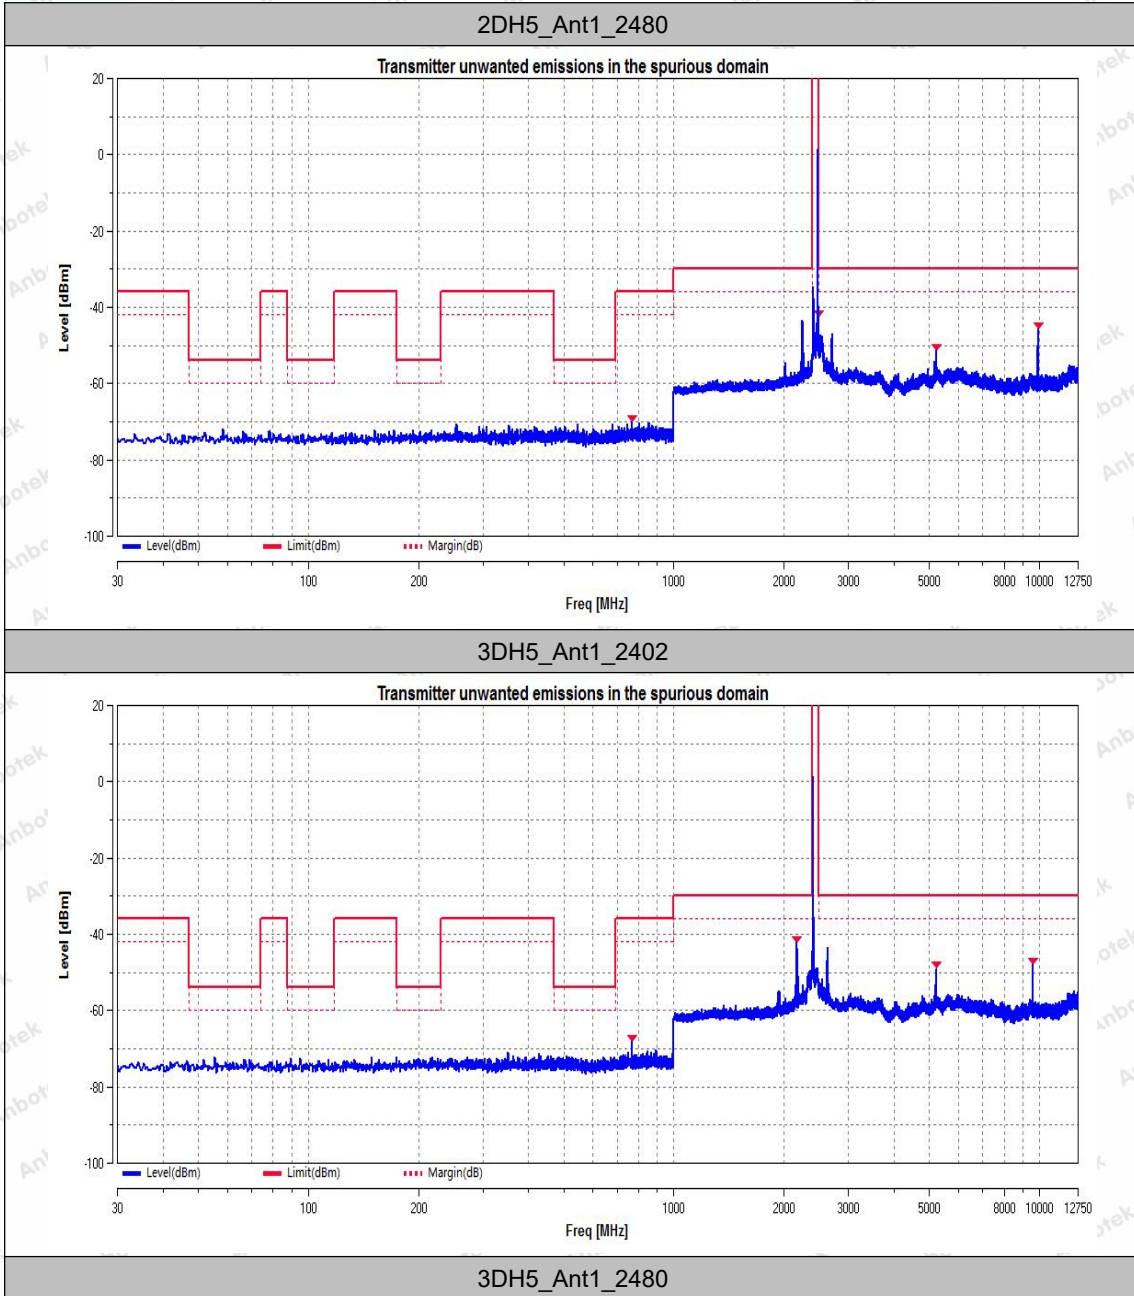 2DH5_Ant1_2480
Transmitter unwanted emissions in the spurious domain
Level [dBm]
20
0
-20
-40
-60
-80
-100
Level(dBm) Limit(dBm) Margin(dB)
30 100 200 1000 2000 3000 5000 8000 10000 12750
Freq [MHz]
3DH5_Ant1_2402
Transmitter unwanted emissions in the spurious domain
Level [dBm]
20
0
-20
-40
-60
-80
-100
Level(dBm) Limit(dBm) Margin(dB)
30 100 200 1000 2000 3000 5000 8000 10000 12750
Freq [MHz]
3DH5_Ant1_2480